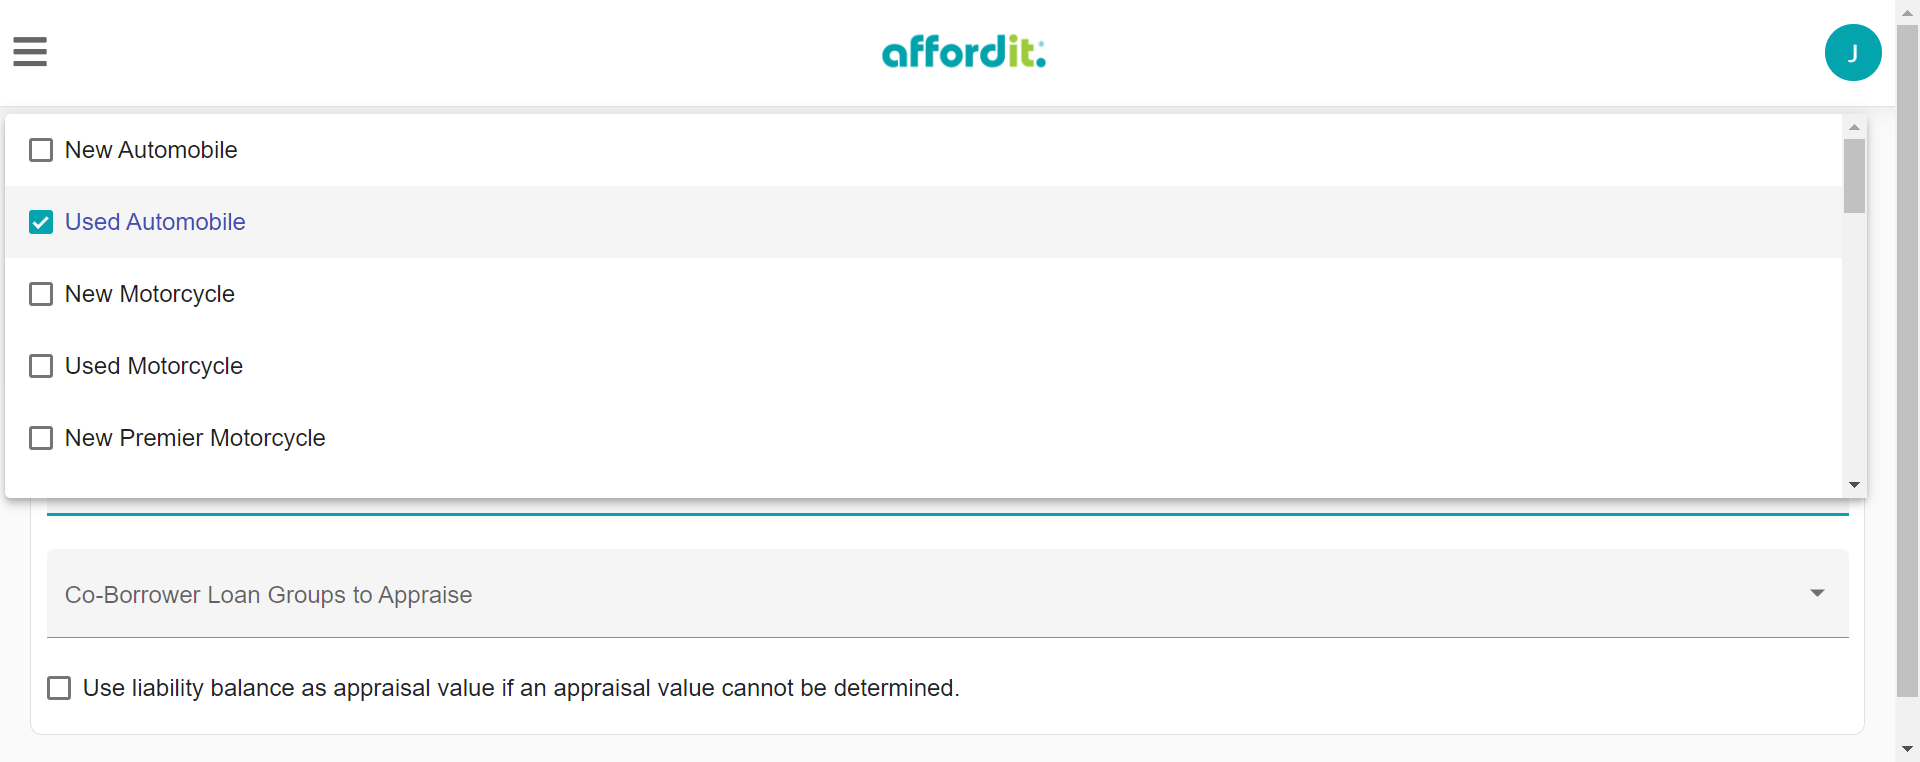 affordit:
J
New Automobile
Used Automobile
New Motorcycle
Used Motorcycle
New Premier Motorcycle
Co-Borrower Loan Groups to Appraise
Use liability balance as appraisal value if an appraisal value cannot be determined.